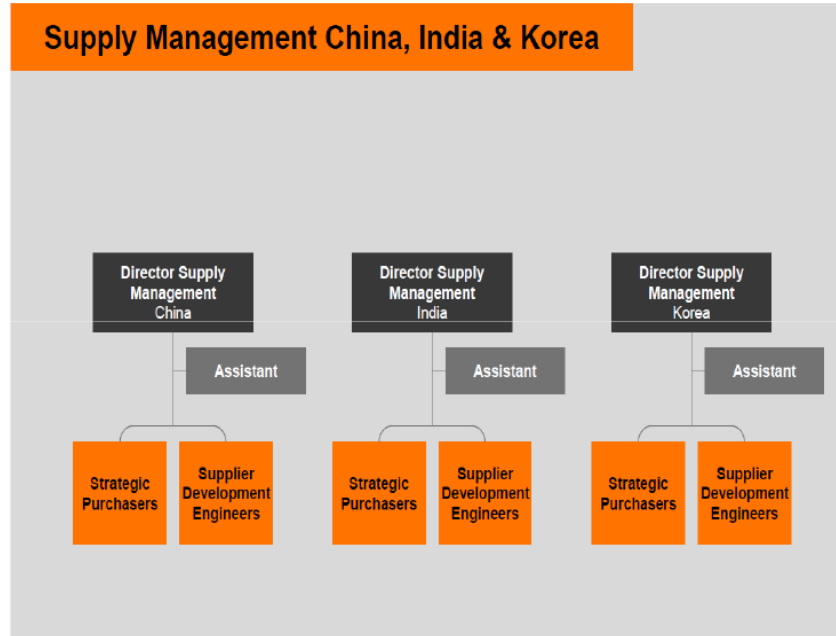 Supply Management China, India & Korea
Director Supply
Management
China
Director Supply
Management
India
Director Supply
Management
Korea
Assistant
Assistant
Assistant
Strategic
Purchasers
Supplier
Development
Engineers
Strategic
Purchasers
Supplier
Development
Engineers
Strategic
Purchasers
Supplier
Development
Engineers